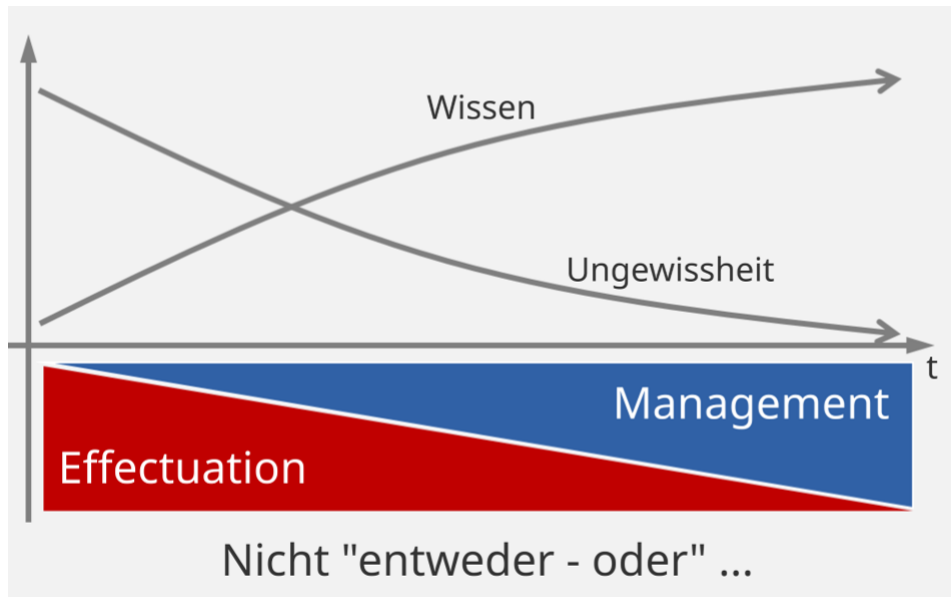 Wissen
Ungewissheit
t
Management
Effectuation
Nicht "entweder - oder" ...